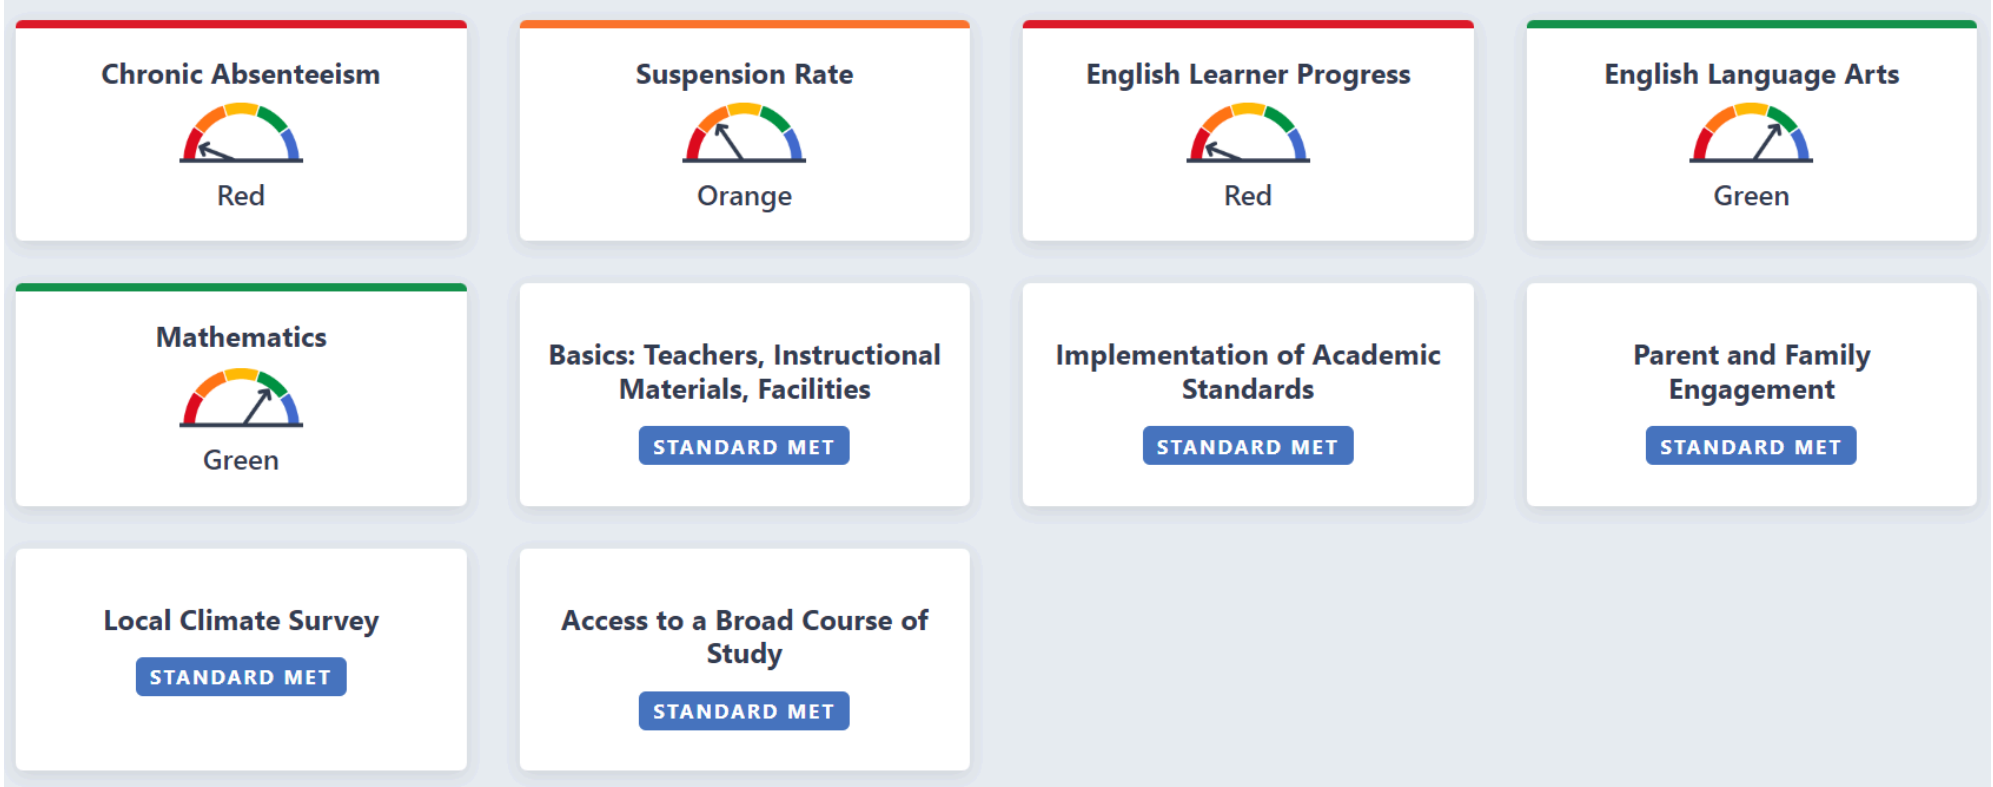 Chronic Absenteeism
Red
Suspension Rate
Orange
English Learner Progress
Red
English Language Arts
Green
Mathematics
Green
Basics: Teachers, Instructional
Materials, Facilities
STANDARD MET
Implementation of Academic
Standards
STANDARD MET
Parent and Family
Engagement
STANDARD MET
Local Climate Survey
STANDARD MET
Access to a Broad Course of
Study
STANDARD MET